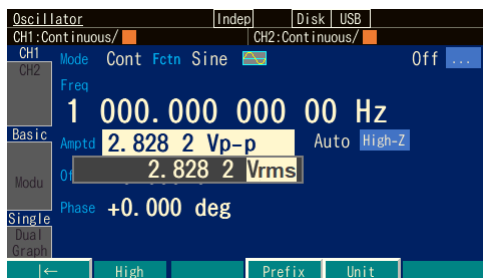 Oscillator Indep Disk USB
CH1:Continuous/ CH2:Continuous/
CH1 Mode Cont Fctn Sine Off ...
CH2
Freq
1 000.000 000 00 Hz
Basic Amptd 2.828 2 Vp-p Auto High-Z
2.828 2 Vrms
Modu
Phase +0.000 deg
Single
Dual
Graph
|← High Prefix Unit